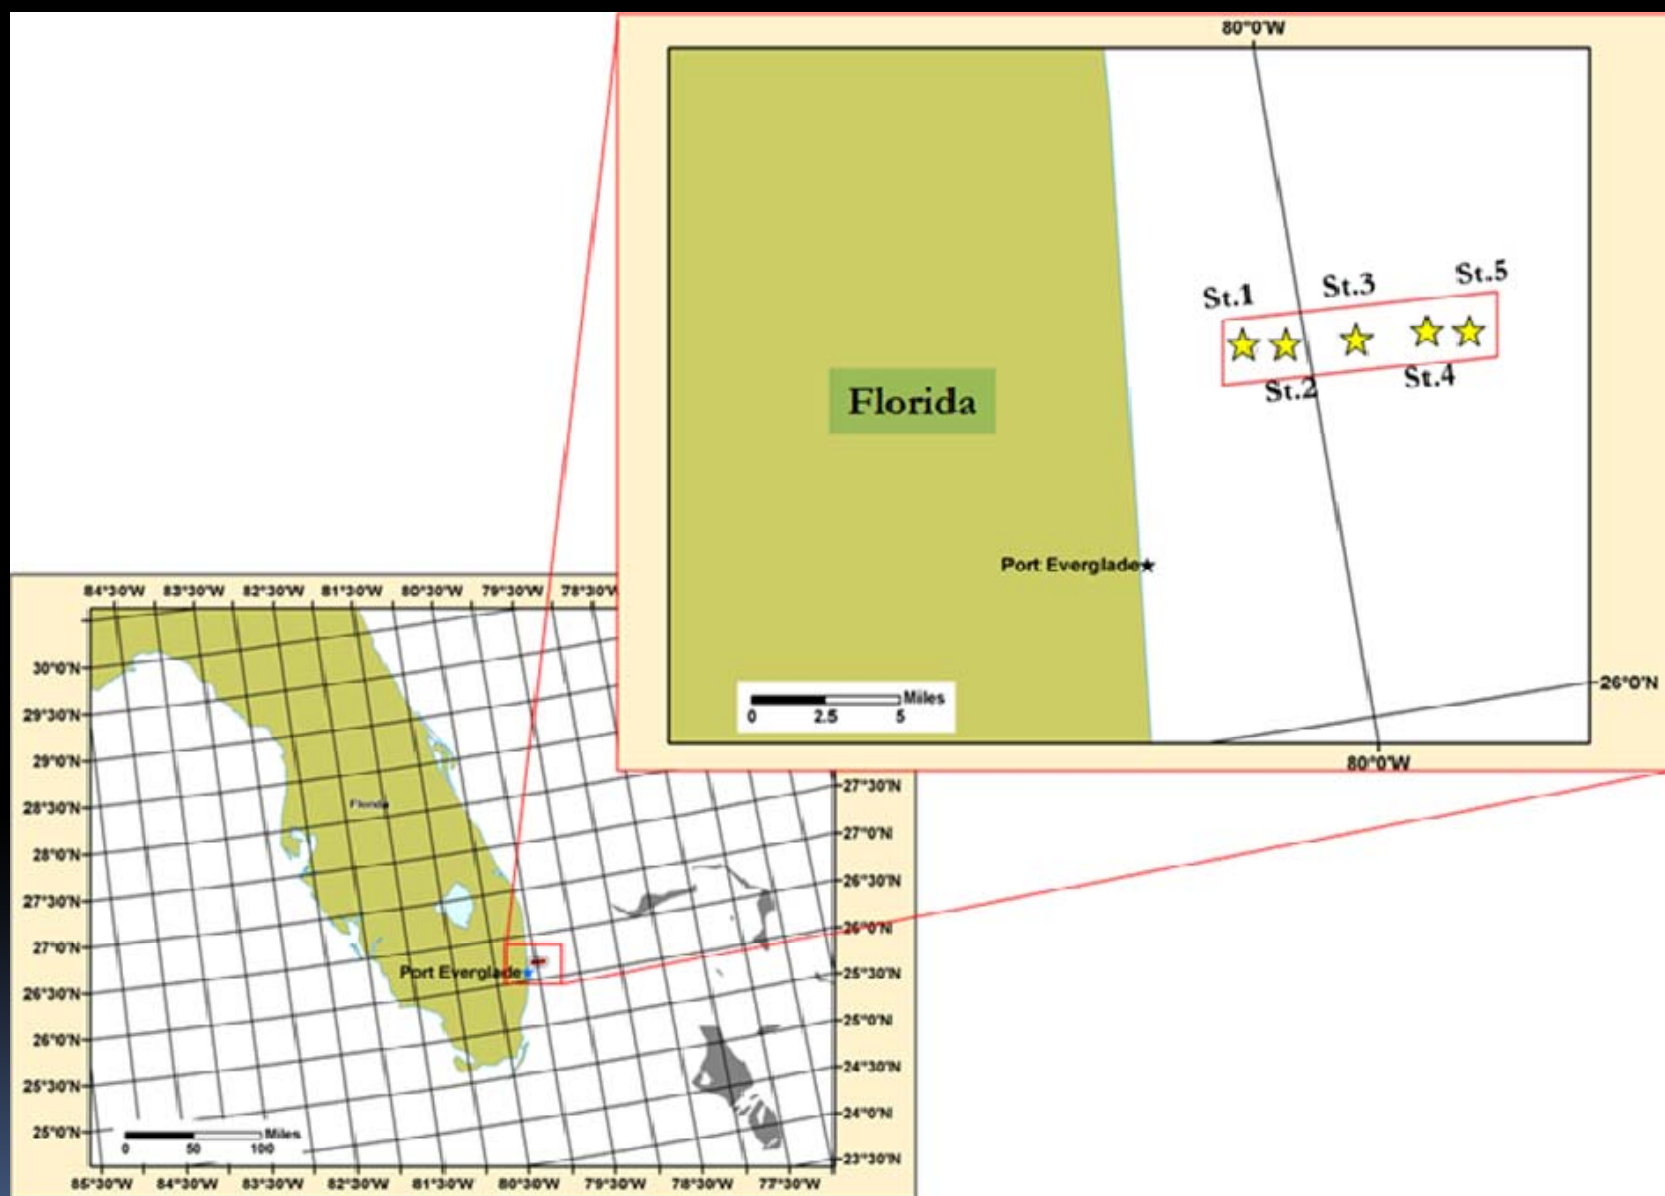 80°0'W
St.5
St.3
St.1
St.4
St.2
Florida
Port Everglade
Miles
0 2.5 5
26°0'N
80°0'W
84°30'W 83°30'W 82°30'W 81°30'W 80°30'W 79°30'W 78°30'W
30°0'N
29°30'N
29°0'N
28°30'N
28°0'N
27°30'N
27°0'N
26°30'N
26°0'N
25°30'N
25°0'N
Florida
Port Everglade
27°30'N
27°0'N
26°30'N
26°0'N
25°30'N
25°0'N
24°30'N
24°0'N
23°30'N
Miles
0 50 100
85°30'W 84°30'W 83°30'W 82°30'W 81°30'W 80°30'W 79°30'W 78°30'W 77°30'W